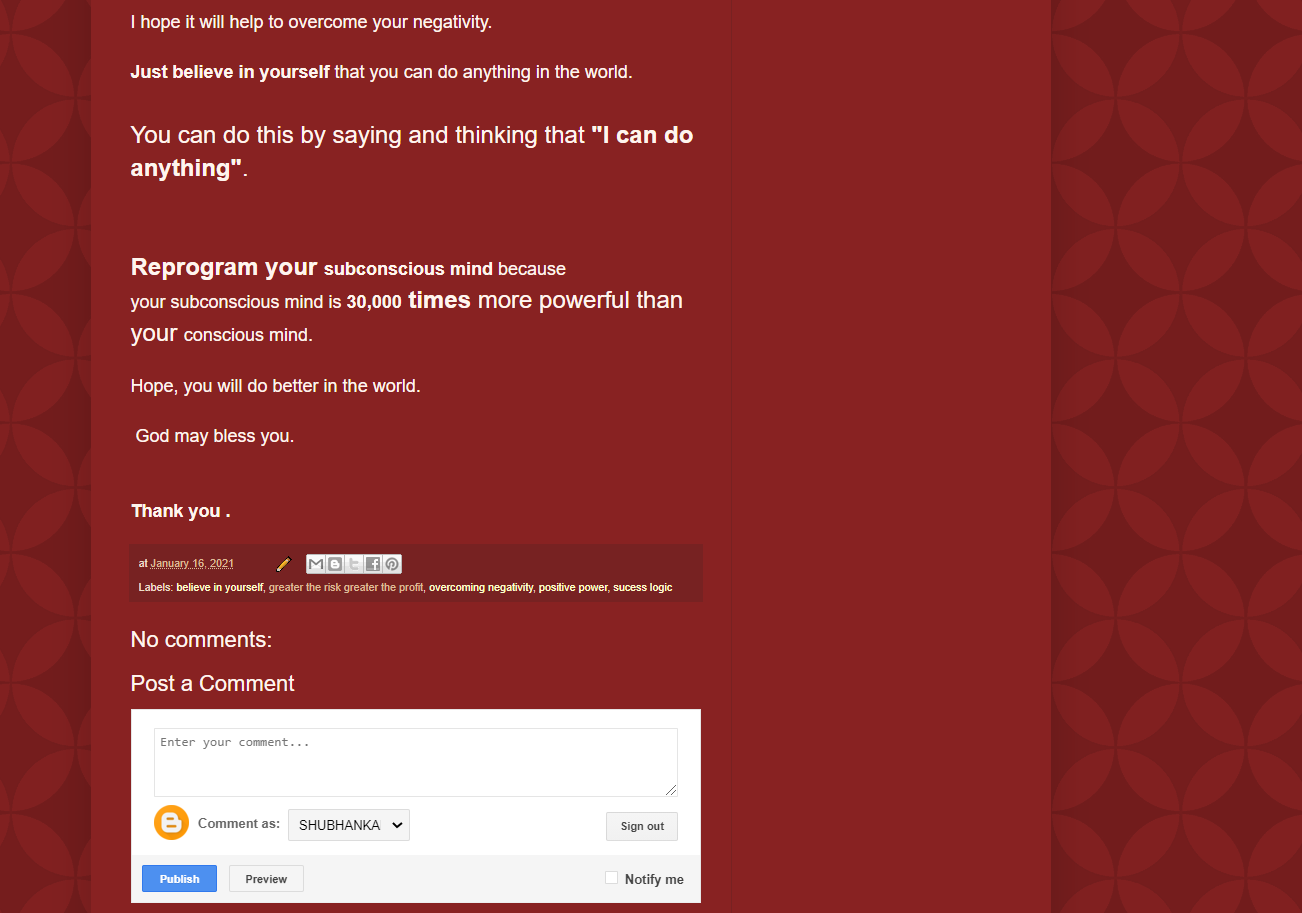 I hope it will help to overcome your negativity.
Just believe in yourself that you can do anything in the world.
You can do this by saying and thinking that "I can do
anything".
Reprogram your subconscious mind because
your subconscious mind is 30,000 times more powerful than
your conscious mind.
Hope, you will do better in the world.
God may bless you.
Thank you .
at January 16, 2021
Labels: believe in yourself, greater the risk greater the profit, overcoming negativity, positive power, sucess logic
No comments:
Post a Comment
Enter your comment...
Comment as: SHUBHANKA Sign out
Publish Preview Notify me